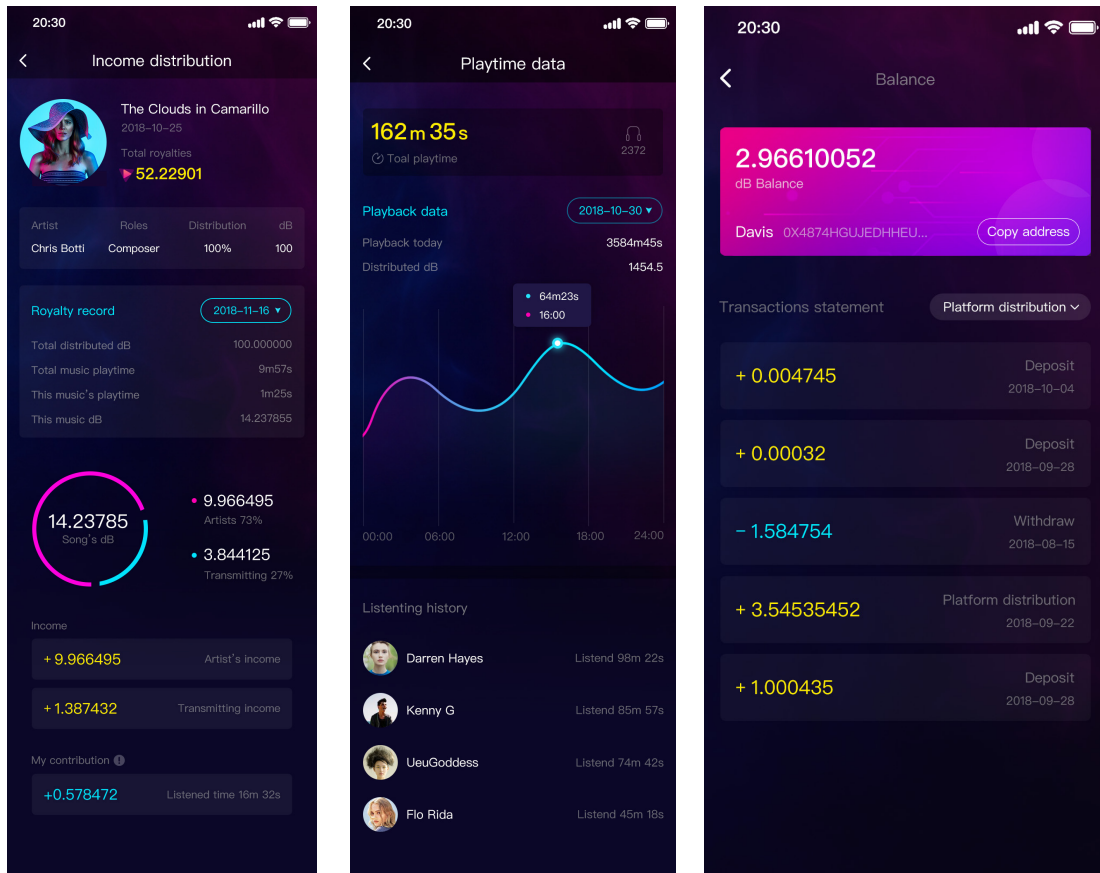 20:30
Income distribution
The Clouds in Camarillo
2018-10-25
Total royalties
52.22901
Artist Roles Distribution dB
Chris Botti Composer 100% 100
Royalty record 2018-11-16 ▼
Total distributed dB 100.000000
Total music playtime 9m57s
This music's playtime 1m25s
This music dB 14.237855
14.23785
Song's dB
9.966495
Artists 73%
3.844125
Transmitting 27%
Income
+ 9.966495 Artist's income
+ 1.387432 Transmitting income
My contribution
+0.578472 Listened time 16m 32s
20:30
Playtime data
162 m 35 s
Toal playtime
2372
Playback data 2018-10-30 ▼
Playback today 3584m45s
Distributed dB 1454.5
64m23s
16:00
00:00 06:00 12:00 18:00 24:00
Listenting history
Darren Hayes Listend 98m 22s
Kenny G Listend 85m 57s
UeuGoddess Listend 74m 42s
Flo Rida Listend 45m 18s
20:30
Balance
2.96610052
dB Balance
Davis 0X4874HGUJEDHHEU... Copy address
Transactions statement Platform distribution
+ 0.004745 Deposit
2018-10-04
+ 0.00032 Deposit
2018-09-28
- 1.584754 Withdraw
2018-08-15
+ 3.54535452 Platform distribution
2018-09-22
+ 1.000435 Deposit
2018-09-28